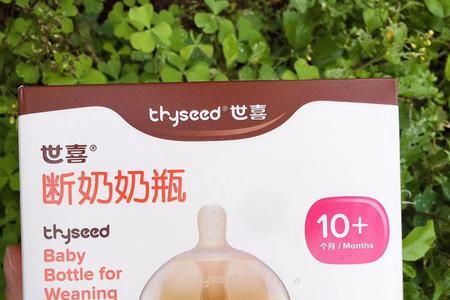 thyseed®世喜
世喜®
断奶奶瓶
thyseed
Baby
Bottle for
Weaning
10+
个月 / Months